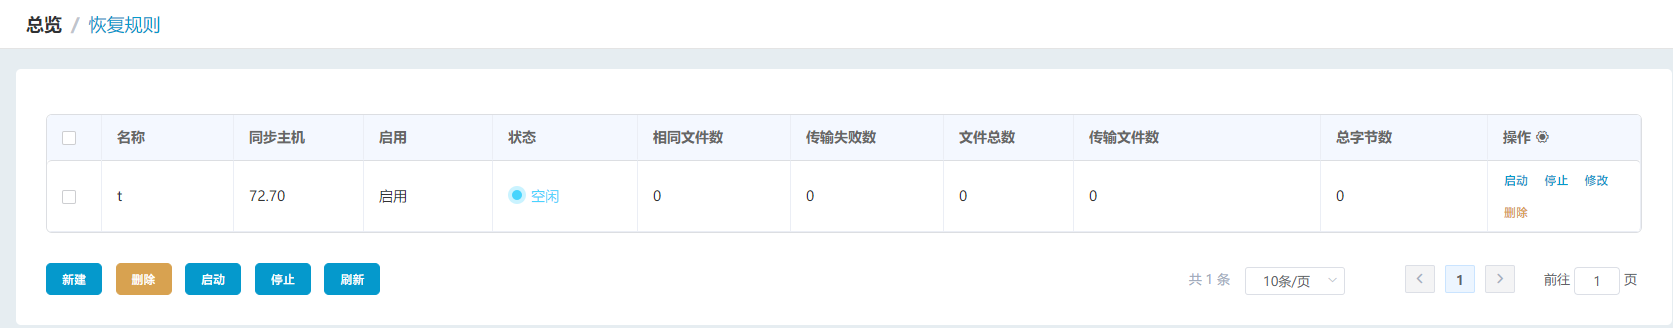 总览 / 恢复规则
名称 同步主机 启用 状态 相同文件数 传输失败数 文件总数 传输文件数 总字节数 操作
t 72.70 启用 空闲 0 0 0 0 0 启动 停止 修改
删除
新建 删除 启动 停止 刷新 共 1 条 10条/页 < 1 > 前往 1 页